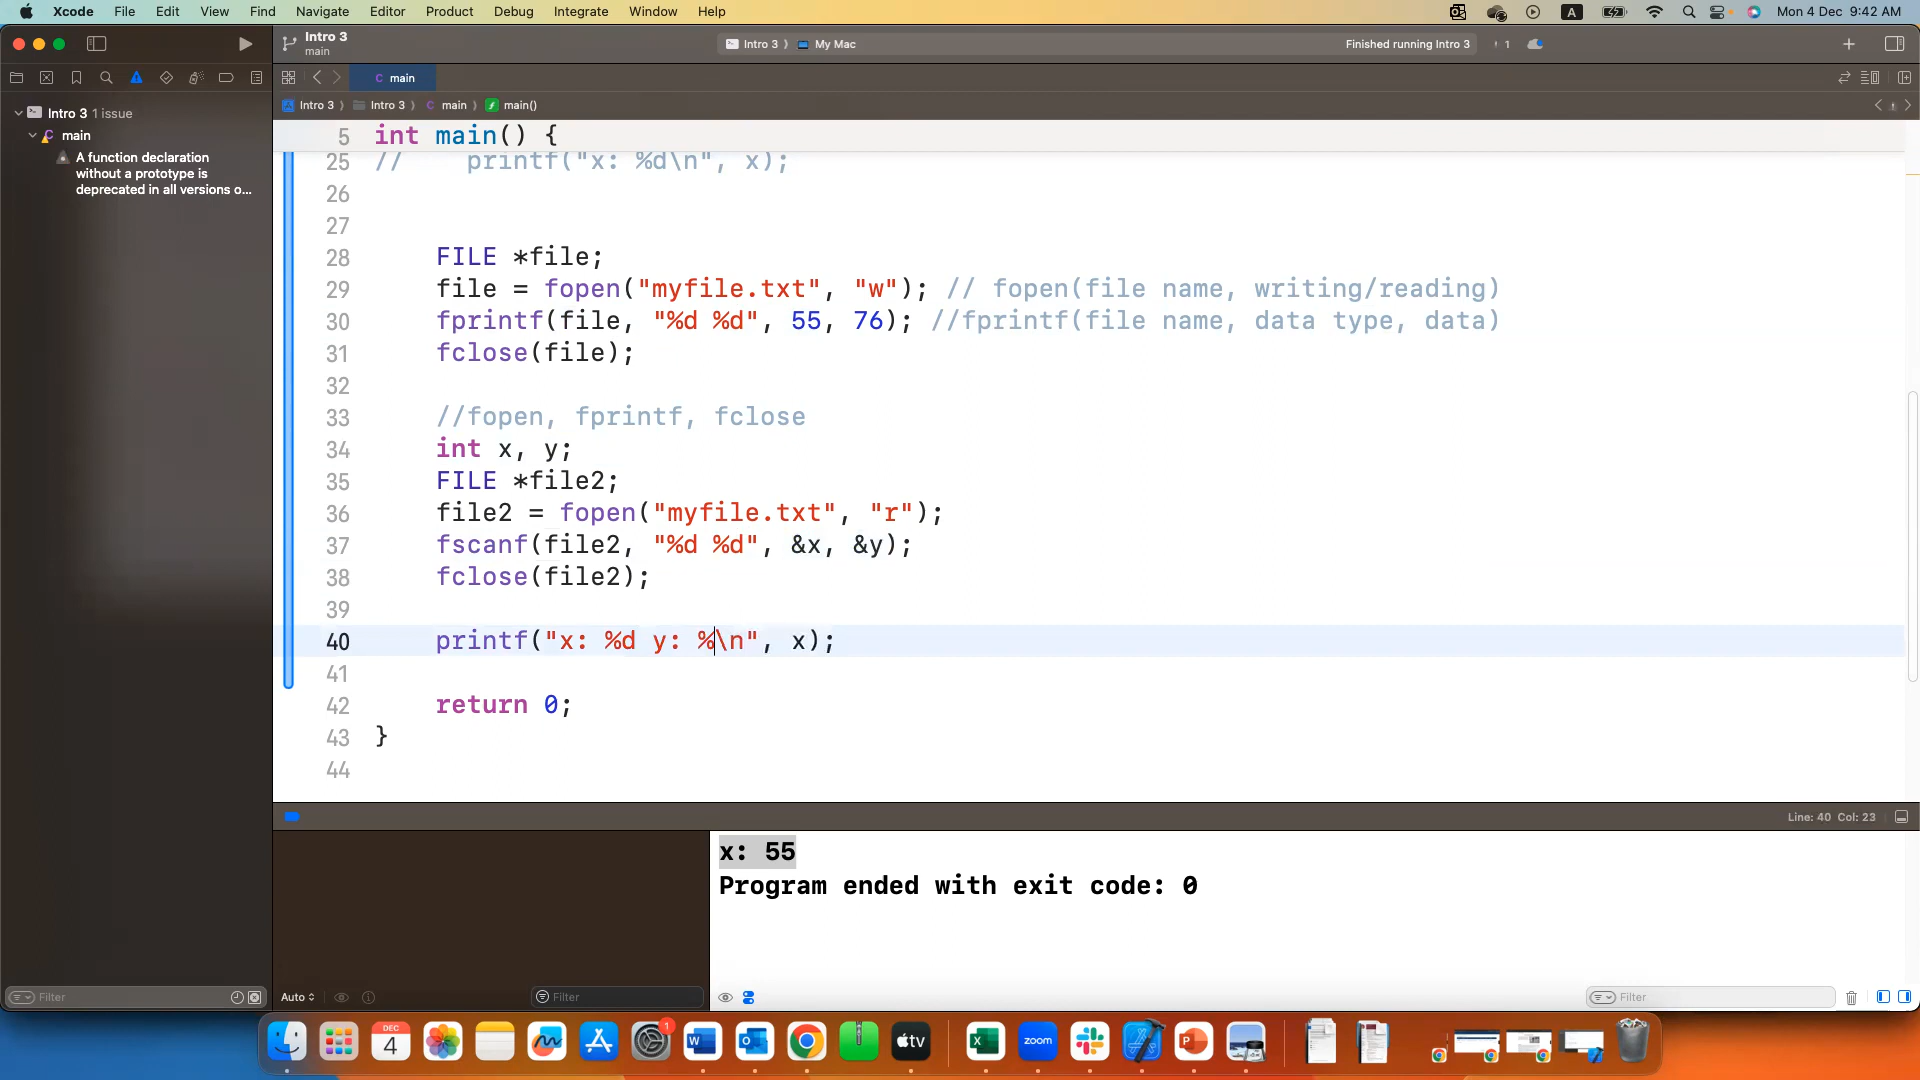 Xcode File Edit View Find Navigate Editor Product Debug Integrate Window Help A Mon 4 Dec 9:42 AM
Intro 3
main
Intro 3 My Mac Finished running Intro 3 1
C main
Intro 3 Intro 3 C main main()
Intro 3 1 issue
C main
A function declaration
without a prototype is
deprecated in all versions o...
5 int main() {
25 // printf("x: %d\n", x);
26
27
28 FILE *file;
29 file = fopen("myfile.txt", "w"); // fopen(file name, writing/reading)
30 fprintf(file, "%d %d", 55, 76); //fprintf(file name, data type, data)
31 fclose(file);
32
33 //fopen, fprintf, fclose
34 int x, y;
35 FILE *file2;
36 file2 = fopen("myfile.txt", "r");
37 fscanf(file2, "%d %d", &x, &y);
38 fclose(file2);
39
40 printf("x: %d y: %\n", x);
41
42 return 0;
43 }
44
Line: 40 Col: 23
x: 55
Program ended with exit code: 0
Filter
Auto
Filter
Filter
DEC
4
1
W
O
tv
X
zoom
P